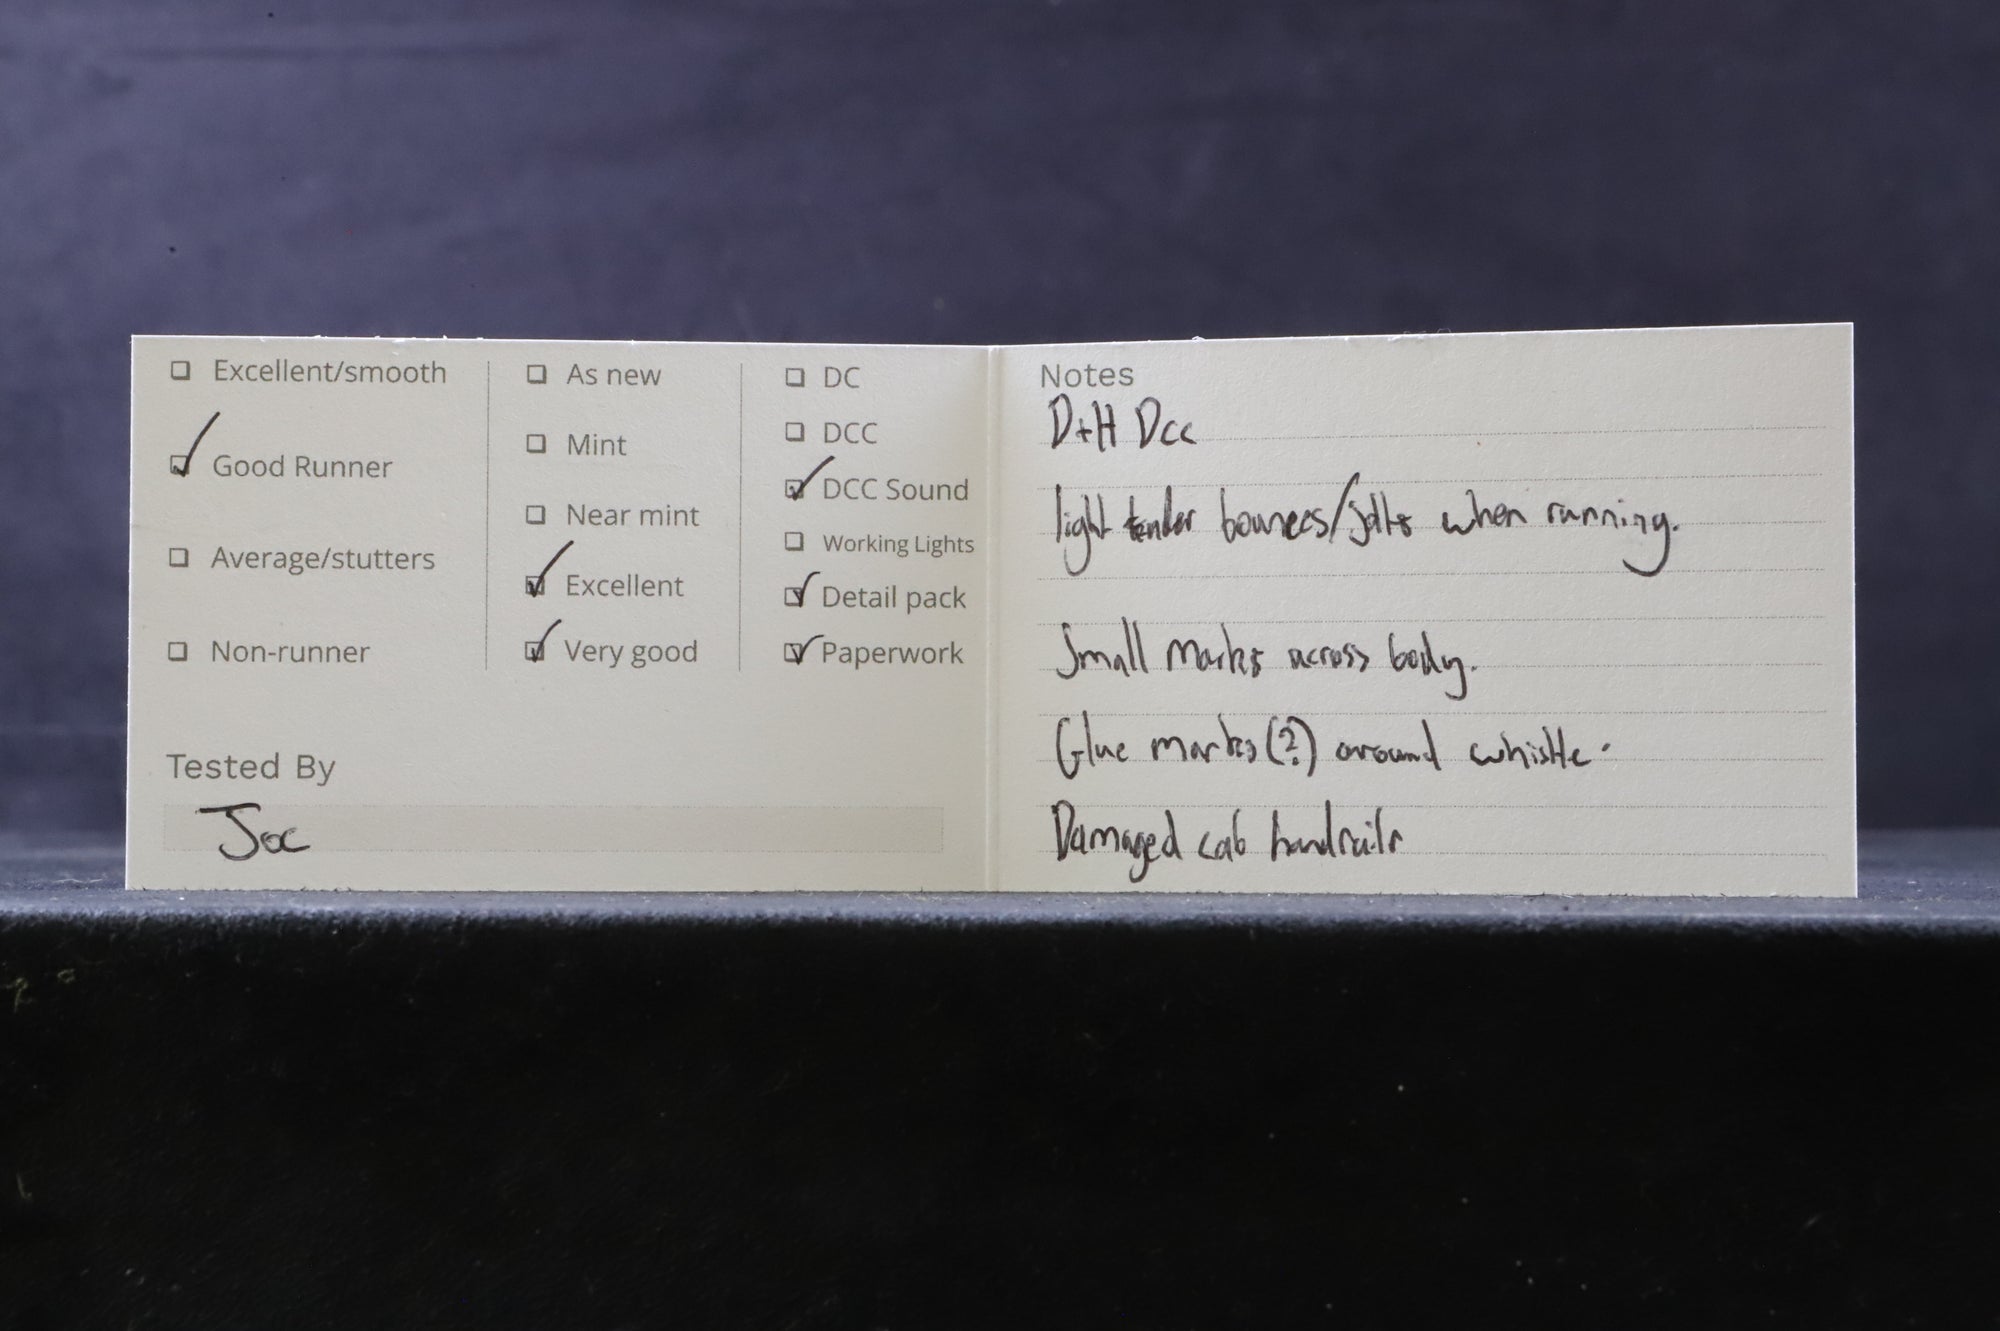 Excellent/smooth
Good Runner
Average/stutters
Non-runner
As new
Mint
Near mint
Excellent
Very good
DC
DCC
DCC Sound
Working Lights
Detail pack
Paperwork
Tested By
Joe
Notes
D+H Dcc
light tender bounces/jolts when running.
Small marks across body.
Glue marks(?) around whistle.
Damaged cab handrails